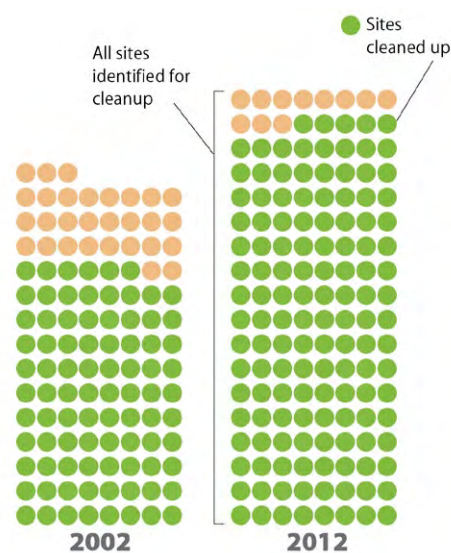 Sites
cleaned up
All sites
identified for
cleanup
2002
2012